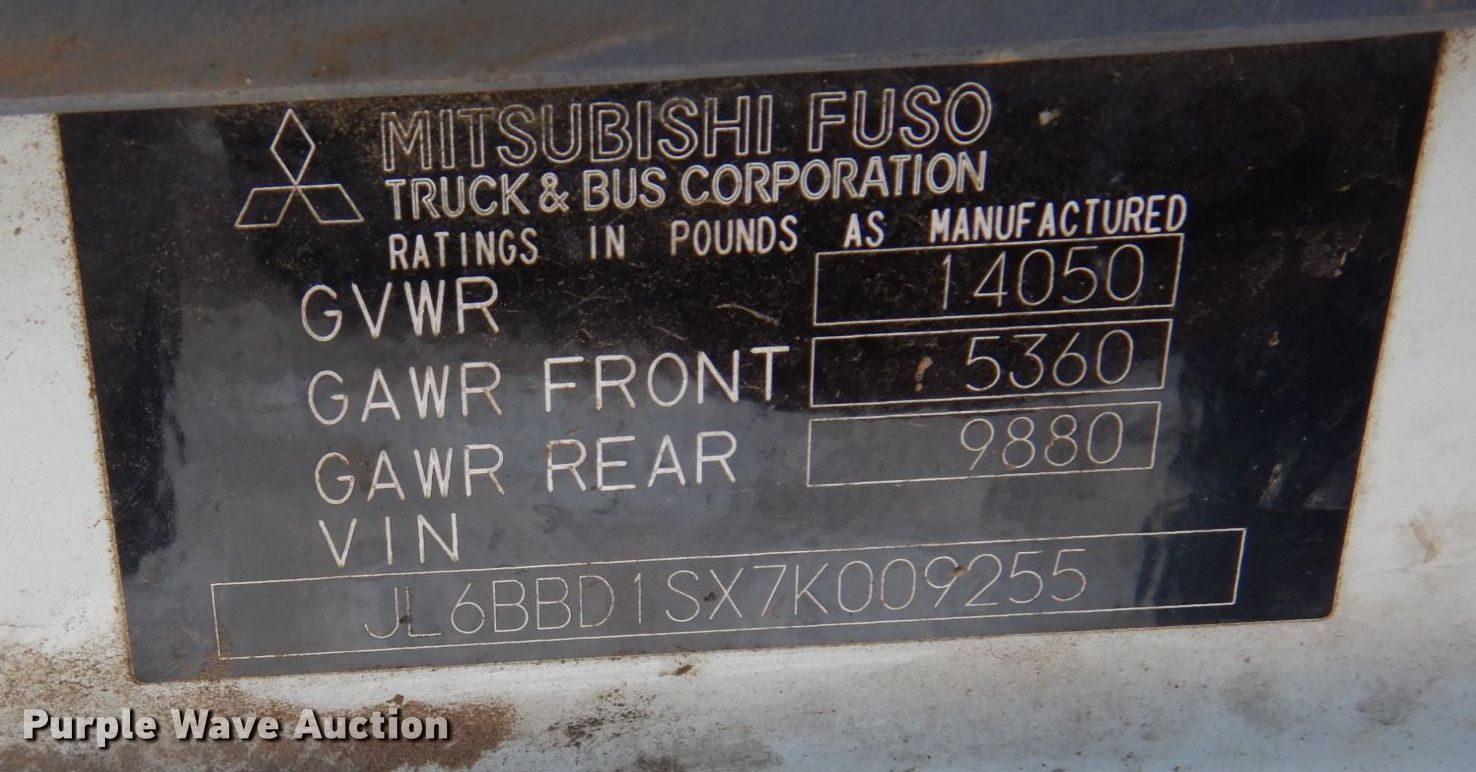 MITSUBISHI FUSO
TRUCK & BUS CORPORATION
RATINGS IN POUNDS AS MANUFACTURED
GVWR 14050
GAWR FRONT 5360
GAWR REAR 9880
VIN
JL6BBD1SX7K009255
Purple Wave Auction